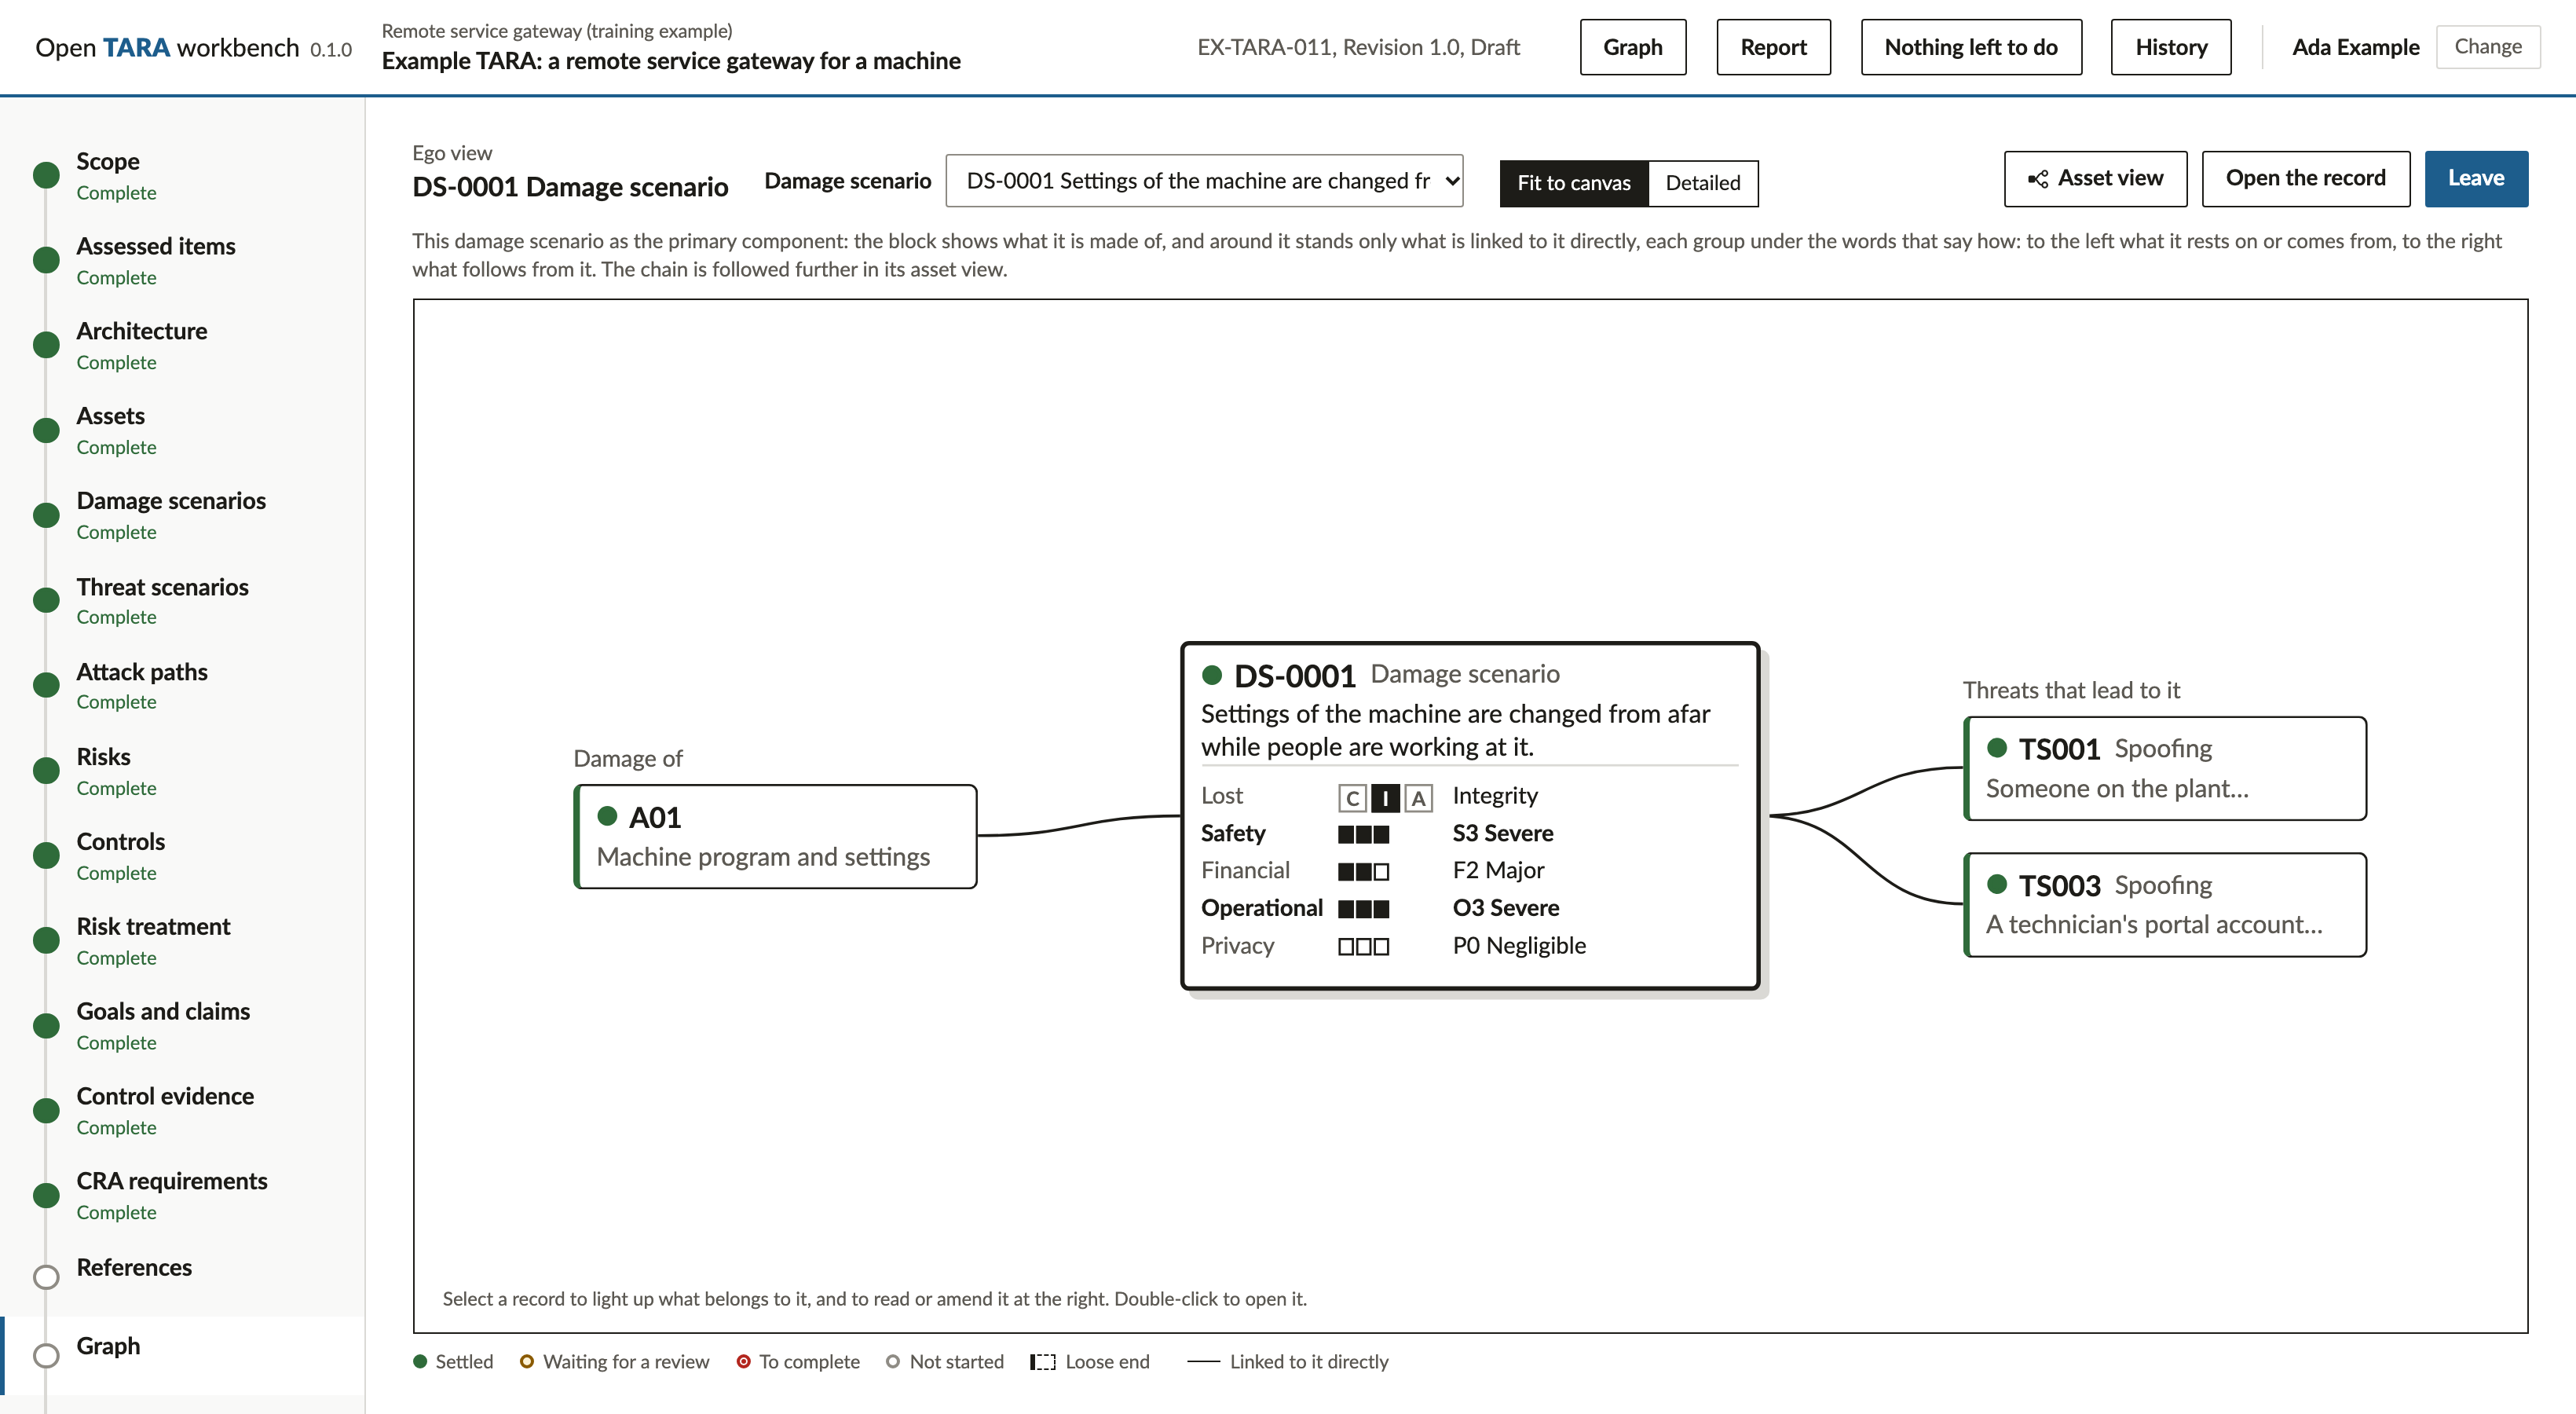 Open TARA workbench 0.1.0
Remote service gateway (training example)
Example TARA: a remote service gateway for a machine
EX-TARA-011, Revision 1.0, Draft
Graph
Report
Nothing left to do
History
Ada Example
Change
Scope
Complete
Assessed items
Complete
Architecture
Complete
Assets
Complete
Damage scenarios
Complete
Threat scenarios
Complete
Attack paths
Complete
Risks
Complete
Controls
Complete
Risk treatment
Complete
Goals and claims
Complete
Control evidence
Complete
CRA requirements
Complete
References
Graph
Ego view
DS-0001 Damage scenario
Damage scenario
DS-0001 Settings of the machine are changed fr
Fit to canvas
Detailed
Asset view
Open the record
Leave
This damage scenario as the primary component: the block shows what it is made of, and around it stands only what is linked to it directly, each group under the words that say how: to the left what it rests on or comes from, to the right
what follows from it. The chain is followed further in its asset view.
Damage of
A01
Machine program and settings
DS-0001 Damage scenario
Settings of the machine are changed from afar
while people are working at it.
Lost C I A Integrity
Safety S3 Severe
Financial F2 Major
Operational O3 Severe
Privacy P0 Negligible
Threats that lead to it
TS001 Spoofing
Someone on the plant...
TS003 Spoofing
A technician's portal account...
Select a record to light up what belongs to it, and to read or amend it at the right. Double-click to open it.
Settled
Waiting for a review
To complete
Not started
Loose end
Linked to it directly